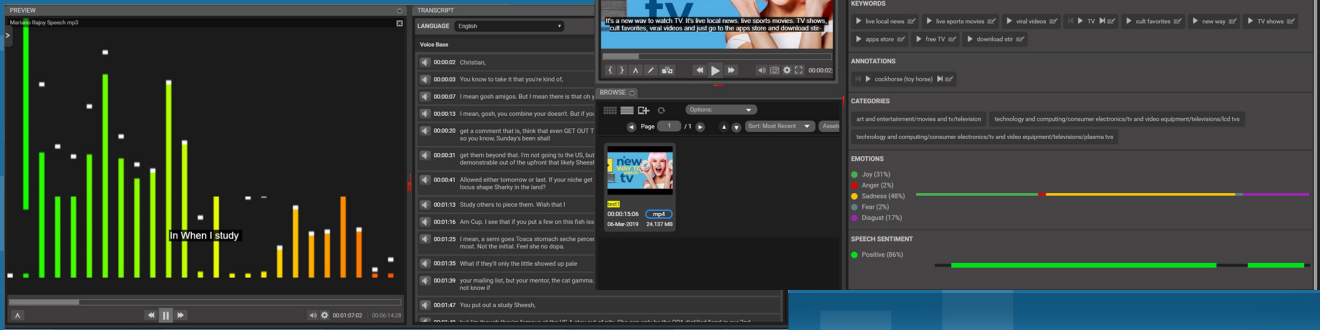 PREVIEW
Mariano Rajoy Speech mp3
In When I study
00:01:07:02 00:06:14:28
TRANSCRIPT
LANGUAGE English
Voice Base
00:00:02 Christian,
00:00:03 You know to take it that you're kind of,
00:00:07 I mean gosh amigos. But I mean there is that oh y
00:00:13 I mean, gosh, you combine your doesn't. But if you
00:00:20 get a comment that is, think that even GET OUT T
so you know, Sunday's been shall
00:00:31 get them beyond that. I'm not going to the US, but
demonstrable out of the upfront that likely Sheesl
00:00:41 Allowed either tomorrow or last. If your niche get
locus shape Sherky in the land?
00:01:13 Study others to piece them. Wish that I
00:01:16 Am Cup. I see that if you put a few on this fish iss
00:01:25 I mean, a semi goes Tosca stomach seche percer
most. Not the initial. Feel she no dopa.
00:01:35 What if they'll only the little showed up pale
00:01:39 your mailing list, but your mentor, the cat gamma.
not know if
00:01:47 You put out a study Sheesh,
tv
It's a new way to watch TV. It's live local news. live sports movies. TV shows,
cult favorites, viral videos and just go to the apps store and download stir-
00:00:02:
BROWSE
Options:
Page 1 /1 Sort: Most Recent Asset
new
WAY TO
tv
test1
00:00:15:06 mp4
06-Mar-2019 24.137 MB
KEYWORDS
live local news live sports movies viral videos TV cult favorites new way TV shows
apps store free TV download stir
ANNOTATIONS
cockhorse (toy horse)
CATEGORIES
art and entertainment/movies and tv/television technology and computing/consumer electronics/tv and video equipment/televisions/lcd tvs
technology and computing/consumer electronics/tv and video equipment/televisions/plasma tvs
EMOTIONS
Joy (31%)
Anger (2%)
Sadness (48%)
Fear (2%)
Disgust (17%)
SPEECH SENTIMENT
Positive (86%)